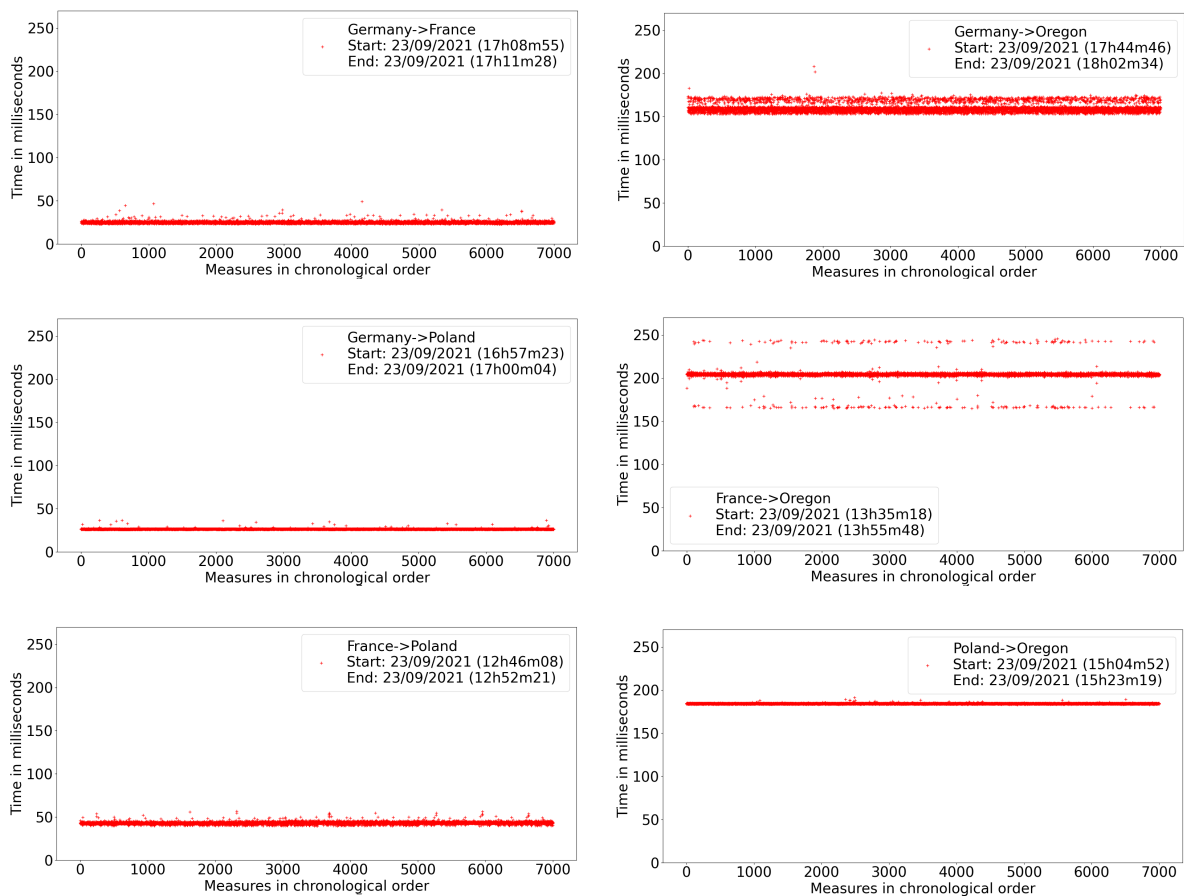 250
200
150
100
50
0
Time in milliseconds
Germany->France
Start: 23/09/2021 (17h08m55)
End: 23/09/2021 (17h11m28)
0 1000 2000 3000 4000 5000 6000 7000
Measures in chronological order
250
200
150
100
50
0
Time in milliseconds
Germany->Oregon
Start: 23/09/2021 (17h44m46)
End: 23/09/2021 (18h02m34)
0 1000 2000 3000 4000 5000 6000 7000
Measures in chronological order
250
200
150
100
50
0
Time in milliseconds
Germany->Poland
Start: 23/09/2021 (16h57m23)
End: 23/09/2021 (17h00m04)
0 1000 2000 3000 4000 5000 6000 7000
Measures in chronological order
250
200
150
100
50
0
Time in milliseconds
France->Oregon
Start: 23/09/2021 (13h35m18)
End: 23/09/2021 (13h55m48)
0 1000 2000 3000 4000 5000 6000 7000
Measures in chronological order
250
200
150
100
50
0
Time in milliseconds
France->Poland
Start: 23/09/2021 (12h46m08)
End: 23/09/2021 (12h52m21)
0 1000 2000 3000 4000 5000 6000 7000
Measures in chronological order
250
200
150
100
50
0
Time in milliseconds
Poland->Oregon
Start: 23/09/2021 (15h04m52)
End: 23/09/2021 (15h23m19)
0 1000 2000 3000 4000 5000 6000 7000
Measures in chronological order